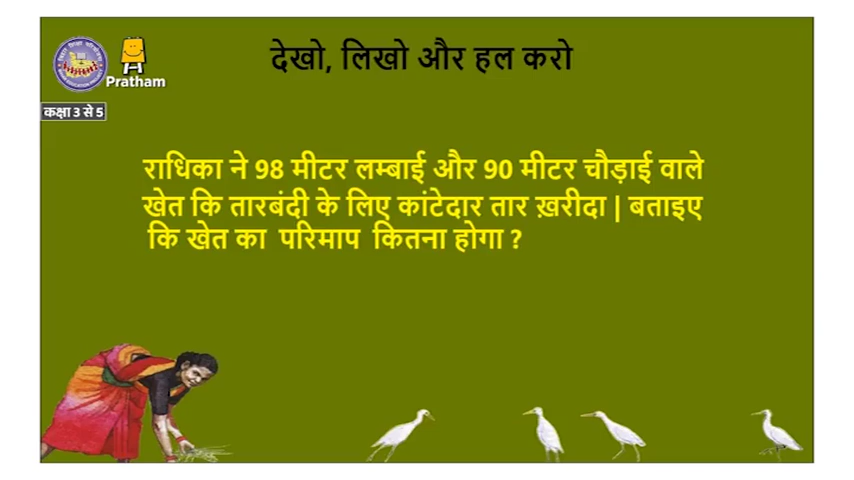 देखो, लिखो और हल करो
Pratham
कक्षा 3 से 5
राधिका ने 98 मीटर लम्बाई और 90 मीटर चौड़ाई वाले
खेत कि तारबंदी के लिए कांटेदार तार ख़रीदा | बताइए
कि खेत का परिमाप कितना होगा ?